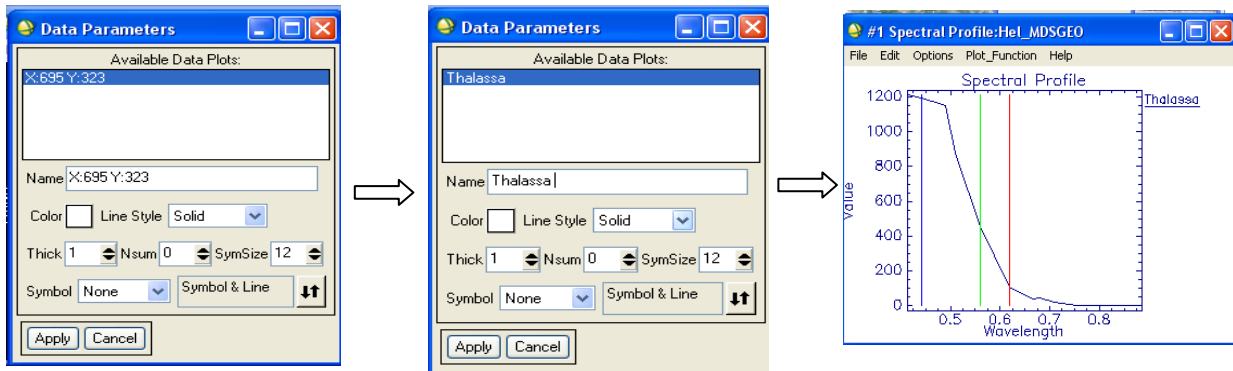 Data Parameters
Available Data Plots:
X:695 Y:323
Name X:695 Y:323
Color Line Style Solid
Thick 1 Nsum 0 SymSize 12
Symbol None Symbol & Line
Apply Cancel
Data Parameters
Available Data Plots:
Thalassa
Name Thalassa
Color Line Style Solid
Thick 1 Nsum 0 SymSize 12
Symbol None Symbol & Line
Apply Cancel
#1 Spectral Profile:Hel_MDSGEO
File Edit Options Plot_Function Help
Spectral Profile
Thalassa
1200
1000
800
600
400
200
0
Value
0.5 0.6 0.7 0.8
Wavelength